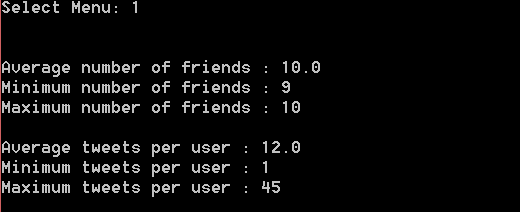 Select Menu: 1
Average number of friends : 10.0
Minimum number of friends : 9
Maximum number of friends : 10
Average tweets per user : 12.0
Minimum tweets per user : 1
Maximum tweets per user : 45